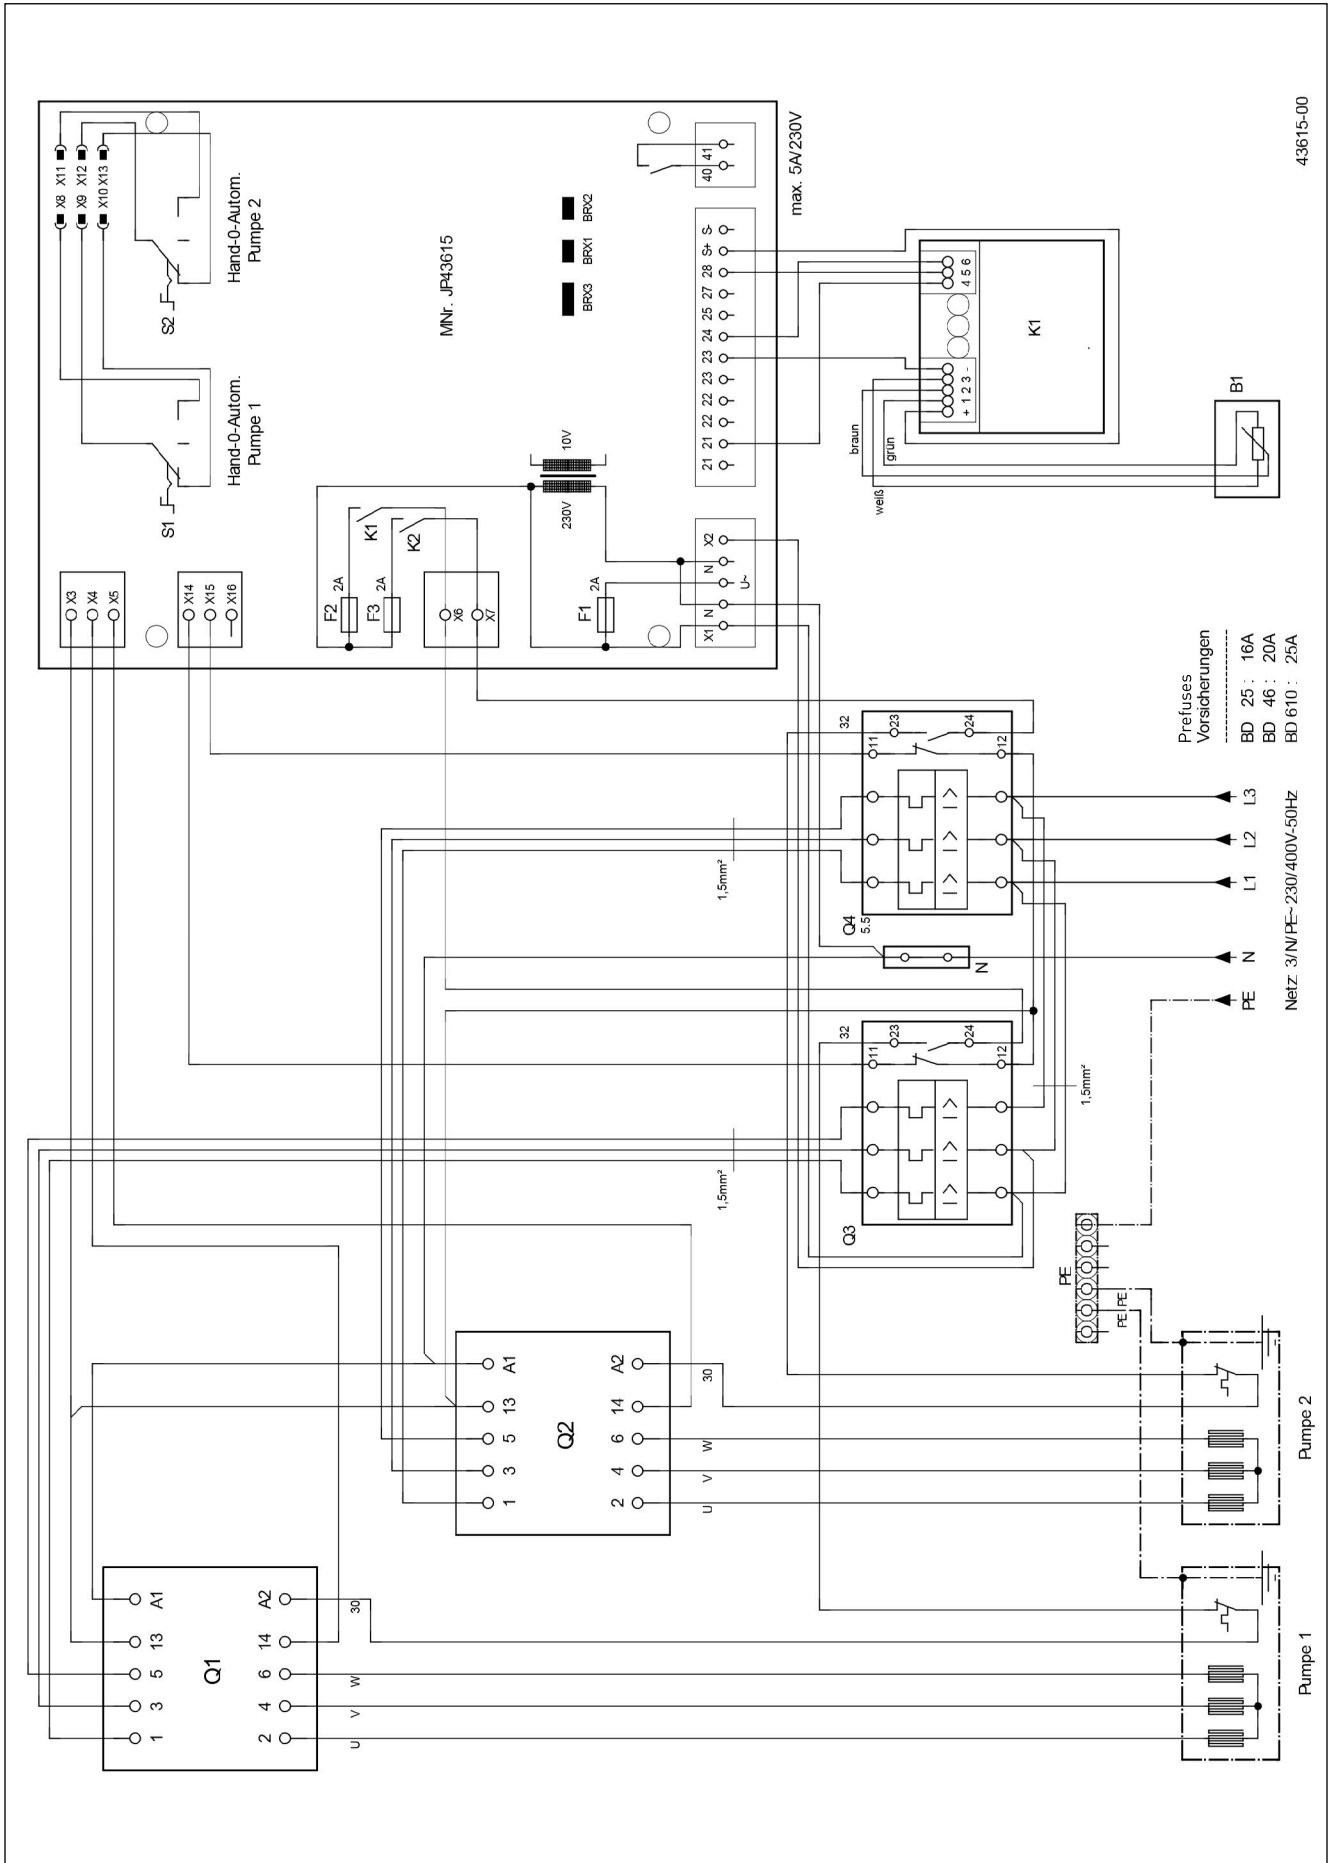 X8 X11
X9 X12
X10 X13
S1
Hand-0-Autom.
Pumpe 1
S2
Hand-0-Autom.
Pumpe 2
X3
X4
X5
X14
X15
X16
F2
2A
F3
2A
K1
K2
X6
X7
MNr. JP43615
BRX3
BRX1
BRX2
F1
2A
230V
10V
X1
N
U~
N
X2
21
21
22
22
23
23
24
25
27
28
S+
S-
40
41
max. 5A/230V
K1
+ 1 2 3 -
4 5 6
weiß
braun
grün
B1
Q1
1
3
5
13
A1
2
4
6
14
A2
U
V
W
30
Q2
1
3
5
13
A1
2
4
6
14
A2
U
V
W
30
1,5mm²
1,5mm²
1,5mm²
Q3
32
11
23
24
12
Q4
5.5
32
11
23
24
12
N
PE
PE
PE
PE
N
L1
L2
L3
Netz: 3/N/PE~230/400V-50Hz
Prefuses
Vorsicherungen
BD 25 : 16A
BD 46 : 20A
BD 610 : 25A
Pumpe 1
Pumpe 2
43615-00